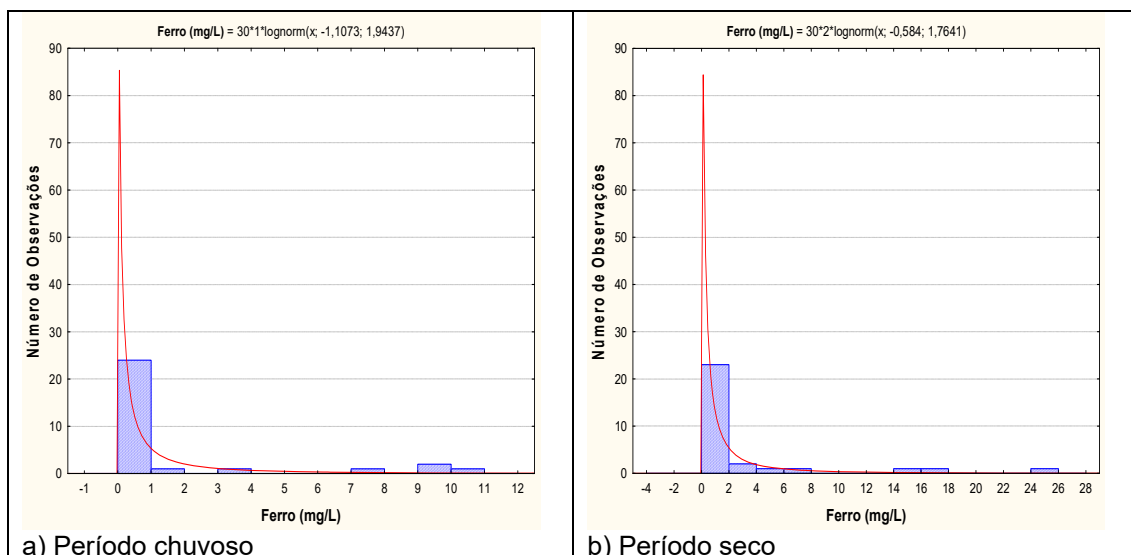 Ferro (mg/L) = 30*1*lognorm(x; -1,1073; 1,9437)
90
80
70
60
50
40
30
20
10
0
Número de Observações
-1 0 1 2 3 4 5 6 7 8 9 10 11 12
Ferro (mg/L)
a) Período chuvoso
Ferro (mg/L) = 30*2*lognorm(x; -0,584; 1,7641)
90
80
70
60
50
40
30
20
10
0
Número de Observações
-4 -2 0 2 4 6 8 10 12 14 16 18 20 22 24 26 28
Ferro (mg/L)
b) Período seco